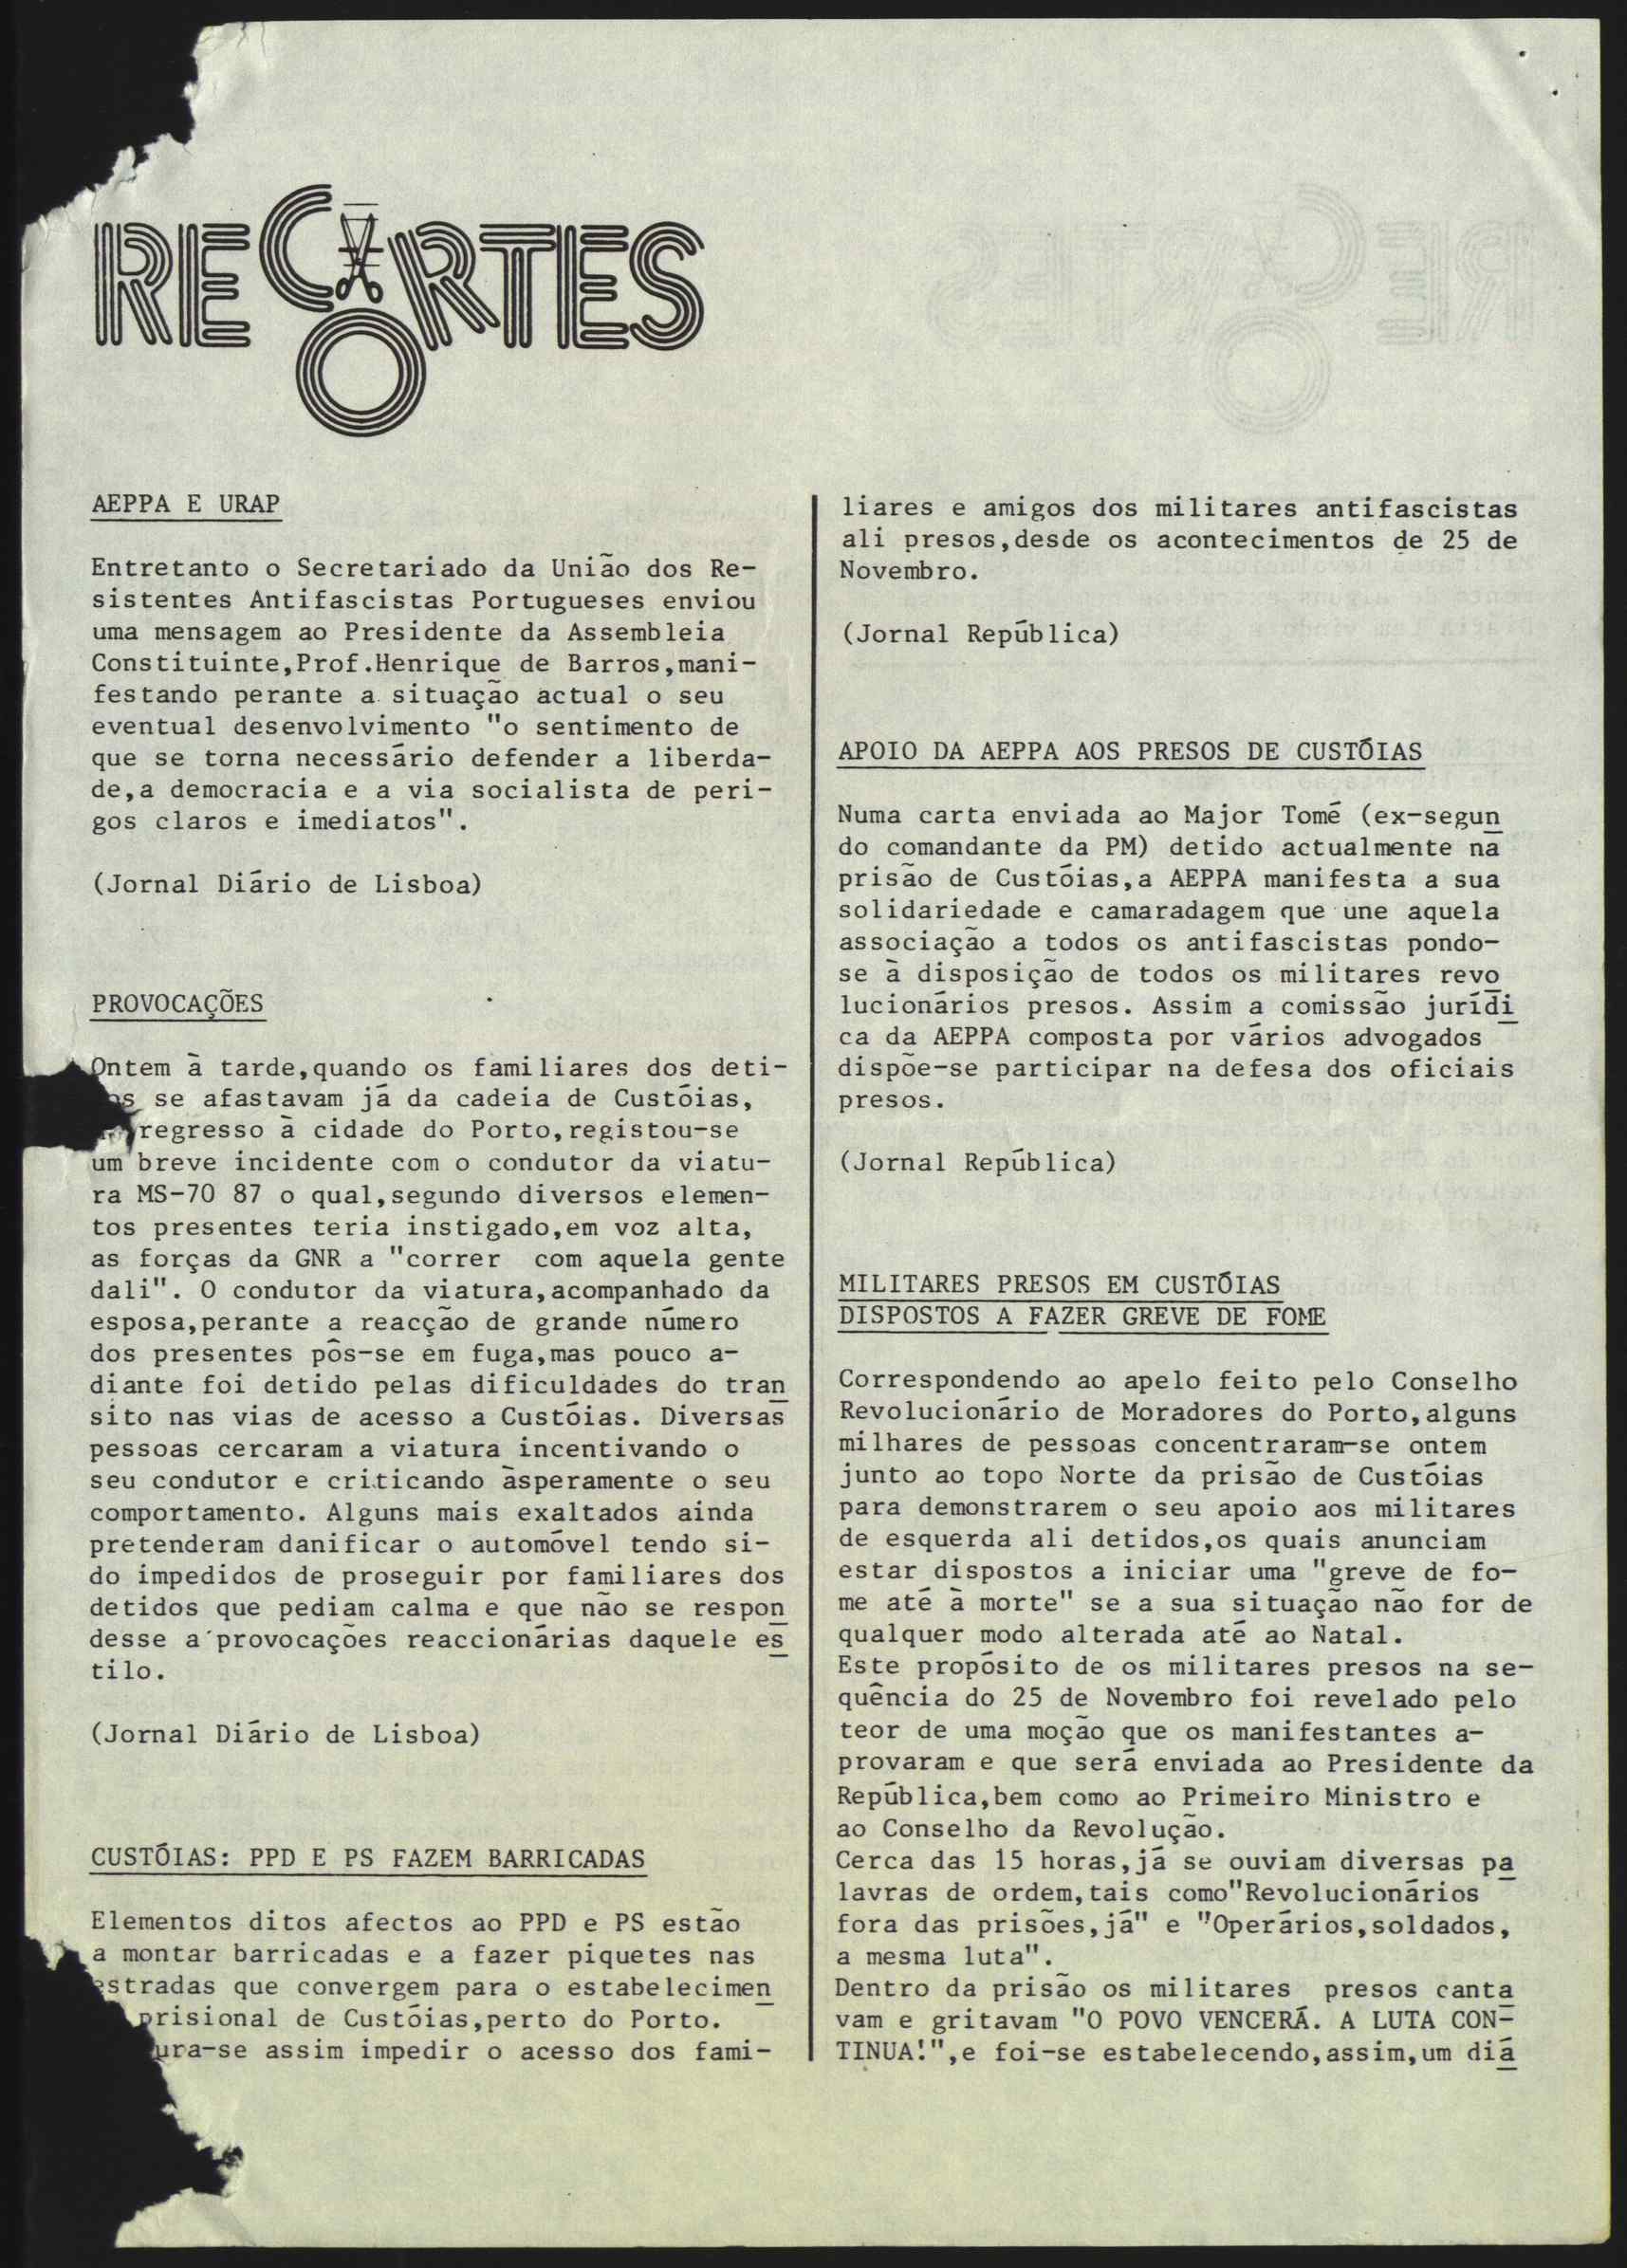 RECORTES
AEPPA E URAP
Entretanto o Secretariado da União dos Re-
sistentes Antifascistas Portugueses enviou
uma mensagem ao Presidente da Assembleia
Constituinte,Prof.Henrique de Barros,mani-
festando perante a situação actual o seu
eventual desenvolvimento "o sentimento de
que se torna necessário defender a liberda-
de,a democracia e a via socialista de peri-
gos claros e imediatos".
(Jornal Diário de Lisboa)
PROVOCAÇÕES
Ontem à tarde,quando os familiares dos deti-
se afastavam já da cadeia de Custóias,
regresso à cidade do Porto,registou-se
um breve incidente com o condutor da viatu-
ra MS-70 87 o qual,segundo diversos elemen-
tos presentes teria instigado,em voz alta,
as forças da GNR a "correr com aquela gente
dali". O condutor da viatura,acompanhado da
esposa,perante a reacção de grande número
dos presentes pôs-se em fuga,mas pouco a-
diante foi detido pelas dificuldades do tran
sito nas vias de acesso a Custóias. Diversas
pessoas cercaram a viatura incentivando o
seu condutor e criticando àsperamente o seu
comportamento. Alguns mais exaltados ainda
pretenderam danificar o automóvel tendo si-
do impedidos de proseguir por familiares dos
detidos que pediam calma e que não se respon
desse a´provocações reaccionárias daquele es
tilo.
(Jornal Diário de Lisboa)
CUSTÓIAS: PPD E PS FAZEM BARRICADAS
Elementos ditos afectos ao PPD e PS estão
a montar barricadas e a fazer piquetes nas
estradas que convergem para o estabelecimen
prisional de Custóias,perto do Porto.
ura-se assim impedir o acesso dos fami-
liares e amigos dos militares antifascistas
ali presos,desde os acontecimentos de 25 de
Novembro.
(Jornal República)
APOIO DA AEPPA AOS PRESOS DE CUSTÓIAS
Numa carta enviada ao Major Tomé (ex-segun
do comandante da PM) detido actualmente na
prisão de Custóias,a AEPPA manifesta a sua
solidariedade e camaradagem que une aquela
associação a todos os antifascistas pondo-
se à disposição de todos os militares revo
lucionários presos. Assim a comissão jurídi
ca da AEPPA composta por vários advogados
dispõe-se participar na defesa dos oficiais
presos.
(Jornal República)
MILITARES PRESOS EM CUSTÓIAS
DISPOSTOS A FAZER GREVE DE FOME
Correspondendo ao apelo feito pelo Conselho
Revolucionário de Moradores do Porto,alguns
milhares de pessoas concentraram-se ontem
junto ao topo Norte da prisão de Custóias
para demonstrarem o seu apoio aos militares
de esquerda ali detidos,os quais anunciam
estar dispostos a iniciar uma "greve de fo-
me até à morte" se a sua situação não for de
qualquer modo alterada até ao Natal.
Este propósito de os militares presos na se-
quência do 25 de Novembro foi revelado pelo
teor de uma moção que os manifestantes a-
provaram e que será enviada ao Presidente da
República,bem como ao Primeiro Ministro e
ao Conselho da Revolução.
Cerca das 15 horas,já se ouviam diversas pa
lavras de ordem,tais como"Revolucionários
fora das prisões,já" e "Operários,soldados,
a mesma luta".
Dentro da prisão os militares presos canta
vam e gritavam "O POVO VENCERÁ. A LUTA CON-
TINUA!",e foi-se estabelecendo,assim,um diá